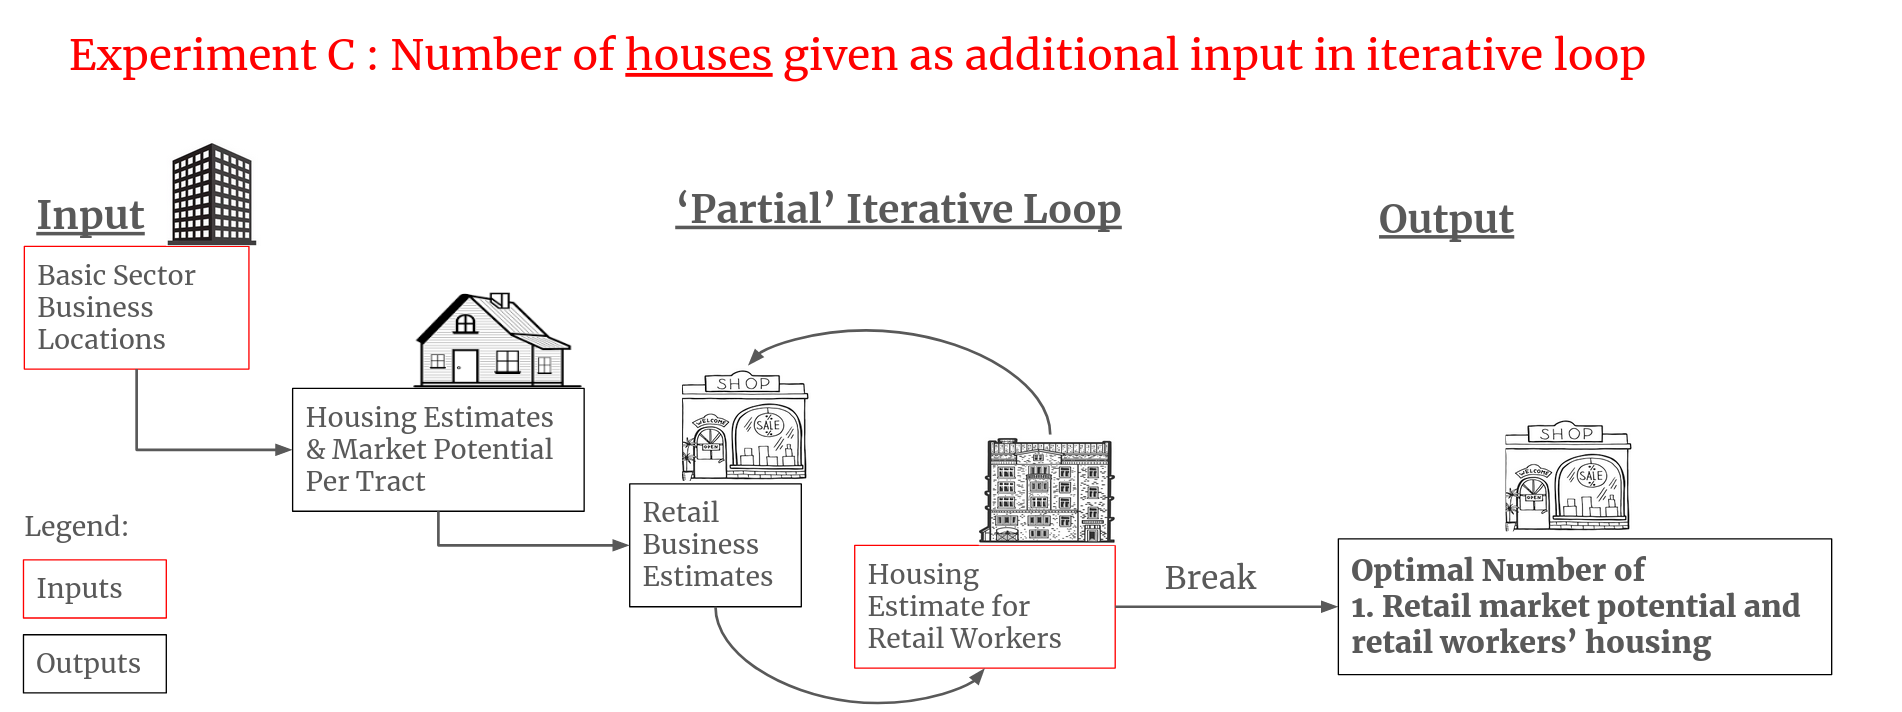 Experiment C : Number of houses given as additional input in iterative loop
Input
‘Partial’ Iterative Loop
Output
Basic Sector
Business
Locations
Housing Estimates
& Market Potential
Per Tract
SHOP
WELCOME
SALE
OPEN
Retail
Business
Estimates
Housing
Estimate for
Retail Workers
Break
SHOP
WELCOME
SALE
OPEN
Optimal Number of
1. Retail market potential and
retail workers’ housing
Legend:
Inputs
Outputs